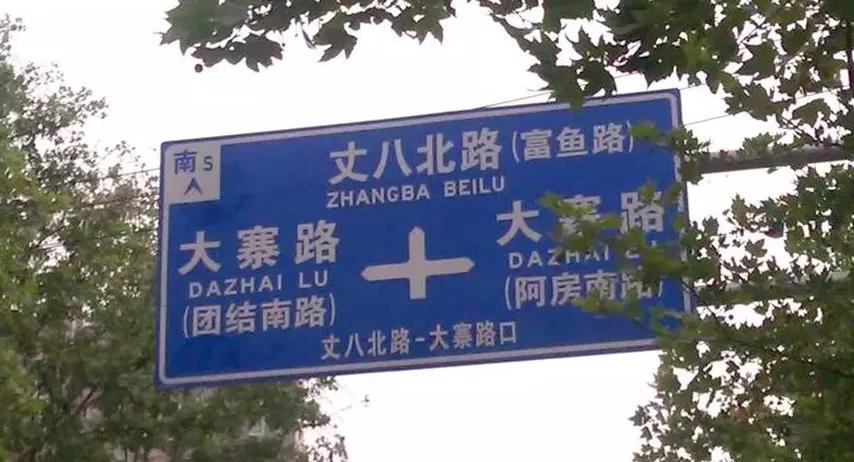 南 S
丈八北路(富鱼路)
ZHANGBA BEILU
大寨路
DAZHAI LU
(团结南路)
大寨路
DAZHAI
(阿房南路)
丈八北路-大寨路口